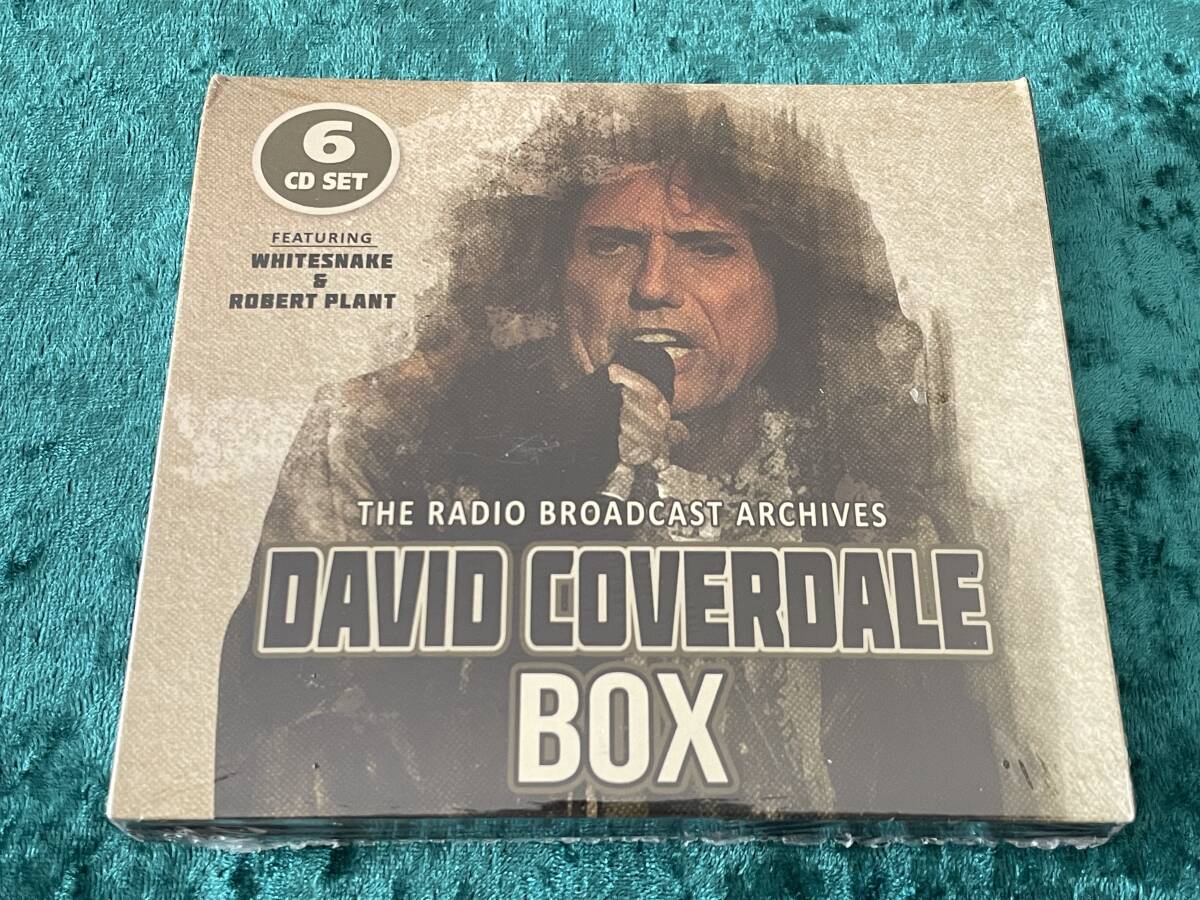 6
CD SET
FEATURING
WHITESNAKE
&
ROBERT PLANT
THE RADIO BROADCAST ARCHIVES
DAVID COVERDALE
BOX